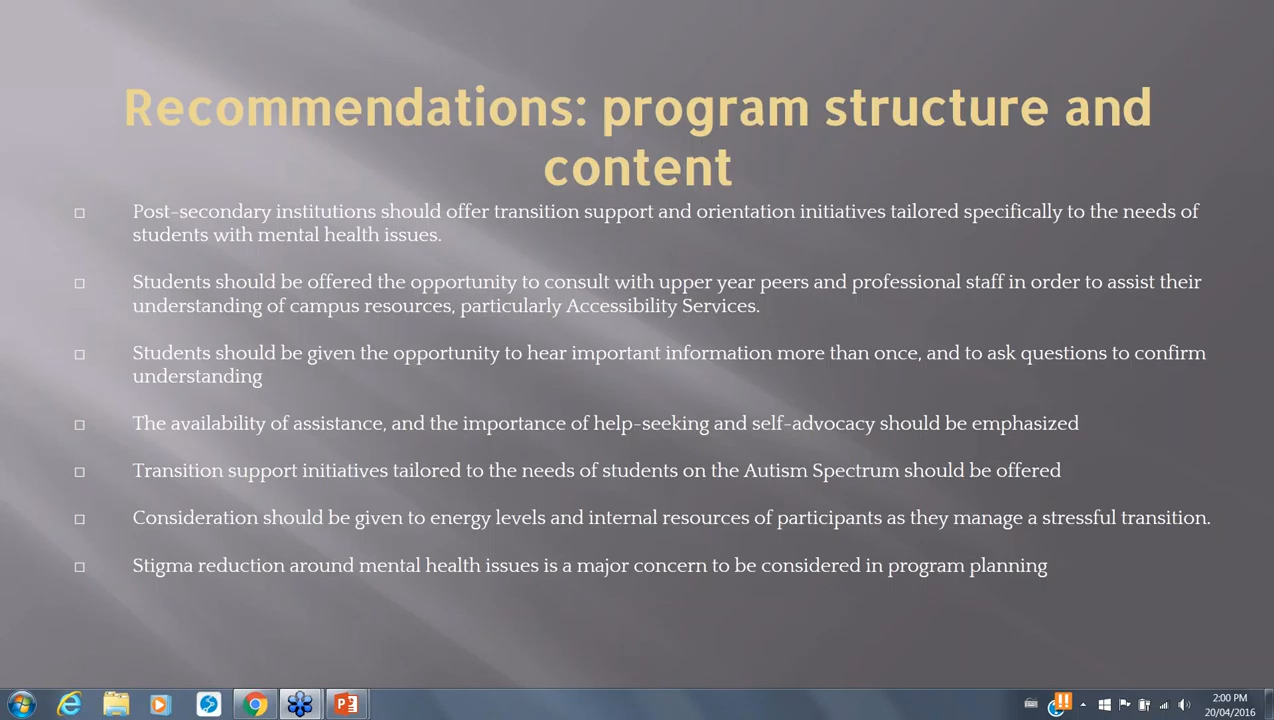 Recommendations: program structure and
content
Post-secondary institutions should offer transition support and orientation initiatives tailored specifically to the needs of
students with mental health issues.
Students should be offered the opportunity to consult with upper year peers and professional staff in order to assist their
understanding of campus resources, particularly Accessibility Services.
Students should be given the opportunity to hear important information more than once, and to ask questions to confirm
understanding
The availability of assistance, and the importance of help-seeking and self-advocacy should be emphasized
Transition support initiatives tailored to the needs of students on the Autism Spectrum should be offered
Consideration should be given to energy levels and internal resources of participants as they manage a stressful transition.
Stigma reduction around mental health issues is a major concern to be considered in program planning
2:00 PM
20/04/2016